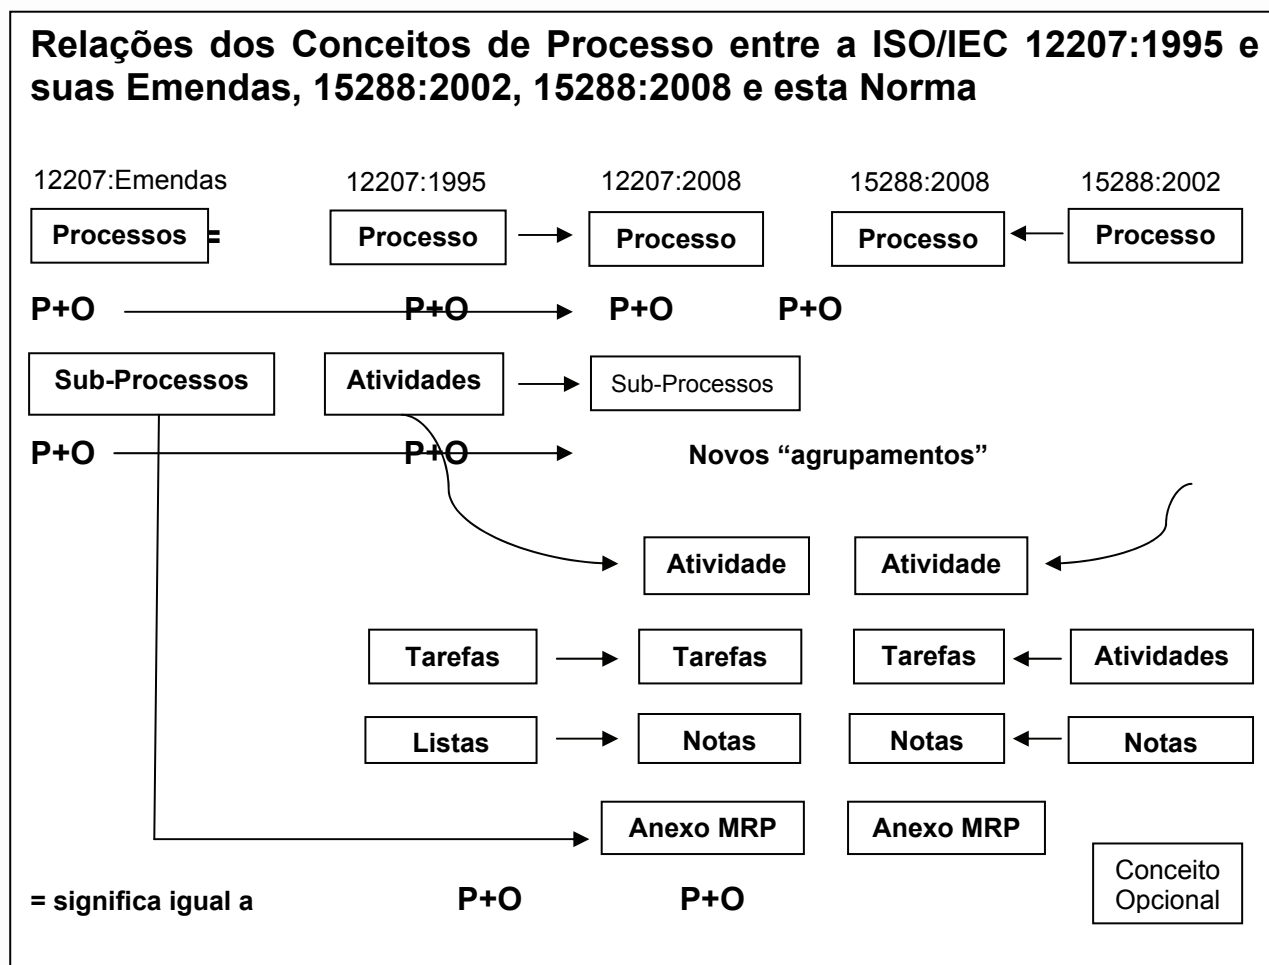 Relações dos Conceitos de Processo entre a ISO/IEC 12207:1995 e
suas Emendas, 15288:2002, 15288:2008 e esta Norma
12207:Emendas 12207:1995 12207:2008 15288:2008 15288:2002
Processos = Processo Processo Processo Processo
P+O P+O P+O P+O
Sub-Processos Atividades Sub-Processos
P+O P+O Novos “agrupamentos”
Atividade Atividade
Tarefas Tarefas Tarefas Atividades
Listas Notas Notas Notas
Anexo MRP Anexo MRP
Conceito
Opcional
= significa igual a P+O P+O